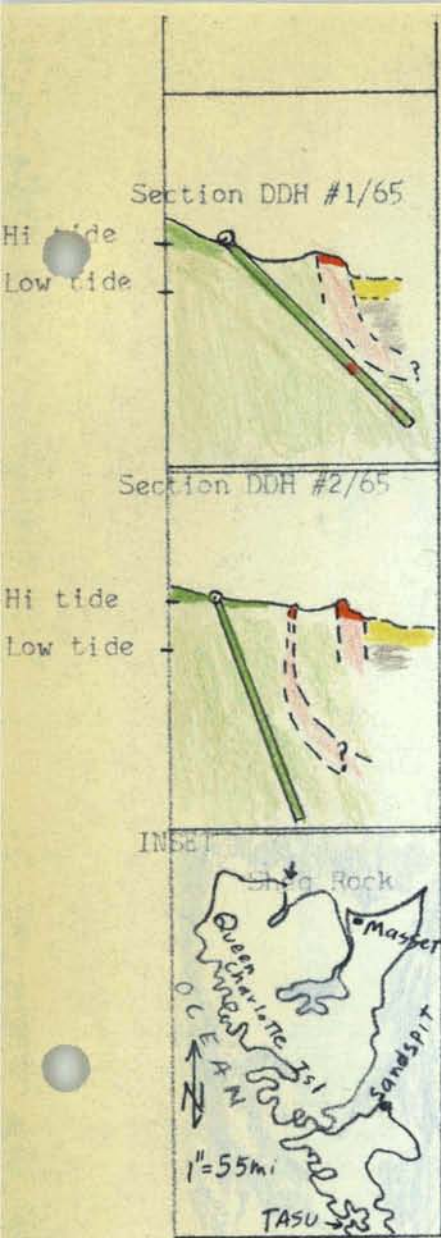 Section DDH #1/65
Hi tide
Low tide
?
Section DDH #2/65
Hi tide
Low tide
?
INSET
Rock
Masset
Queen
Charlotte
Isl
OCEAN
Sandspit
N
1"=55mi
TASU